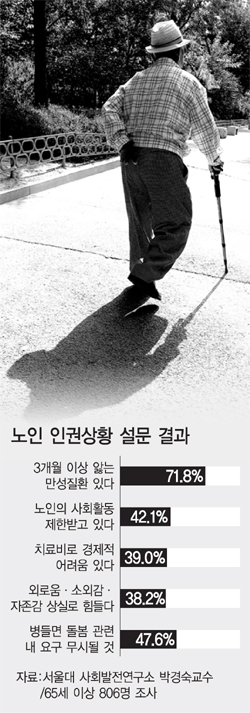 노인 인권상황 설문 결과
3개월 이상 앓는
만성질환 있다
71.8%
노인의 사회활동
제한받고 있다
42.1%
치료비로 경제적
어려움 있다
39.0%
외로움·소외감·
자존감 상실로 힘들다
38.2%
병들면 돌봄 관련
내 요구 무시될 것
47.6%
자료:서울대 사회발전연구소 박경숙교수
/65세 이상 806명 조사